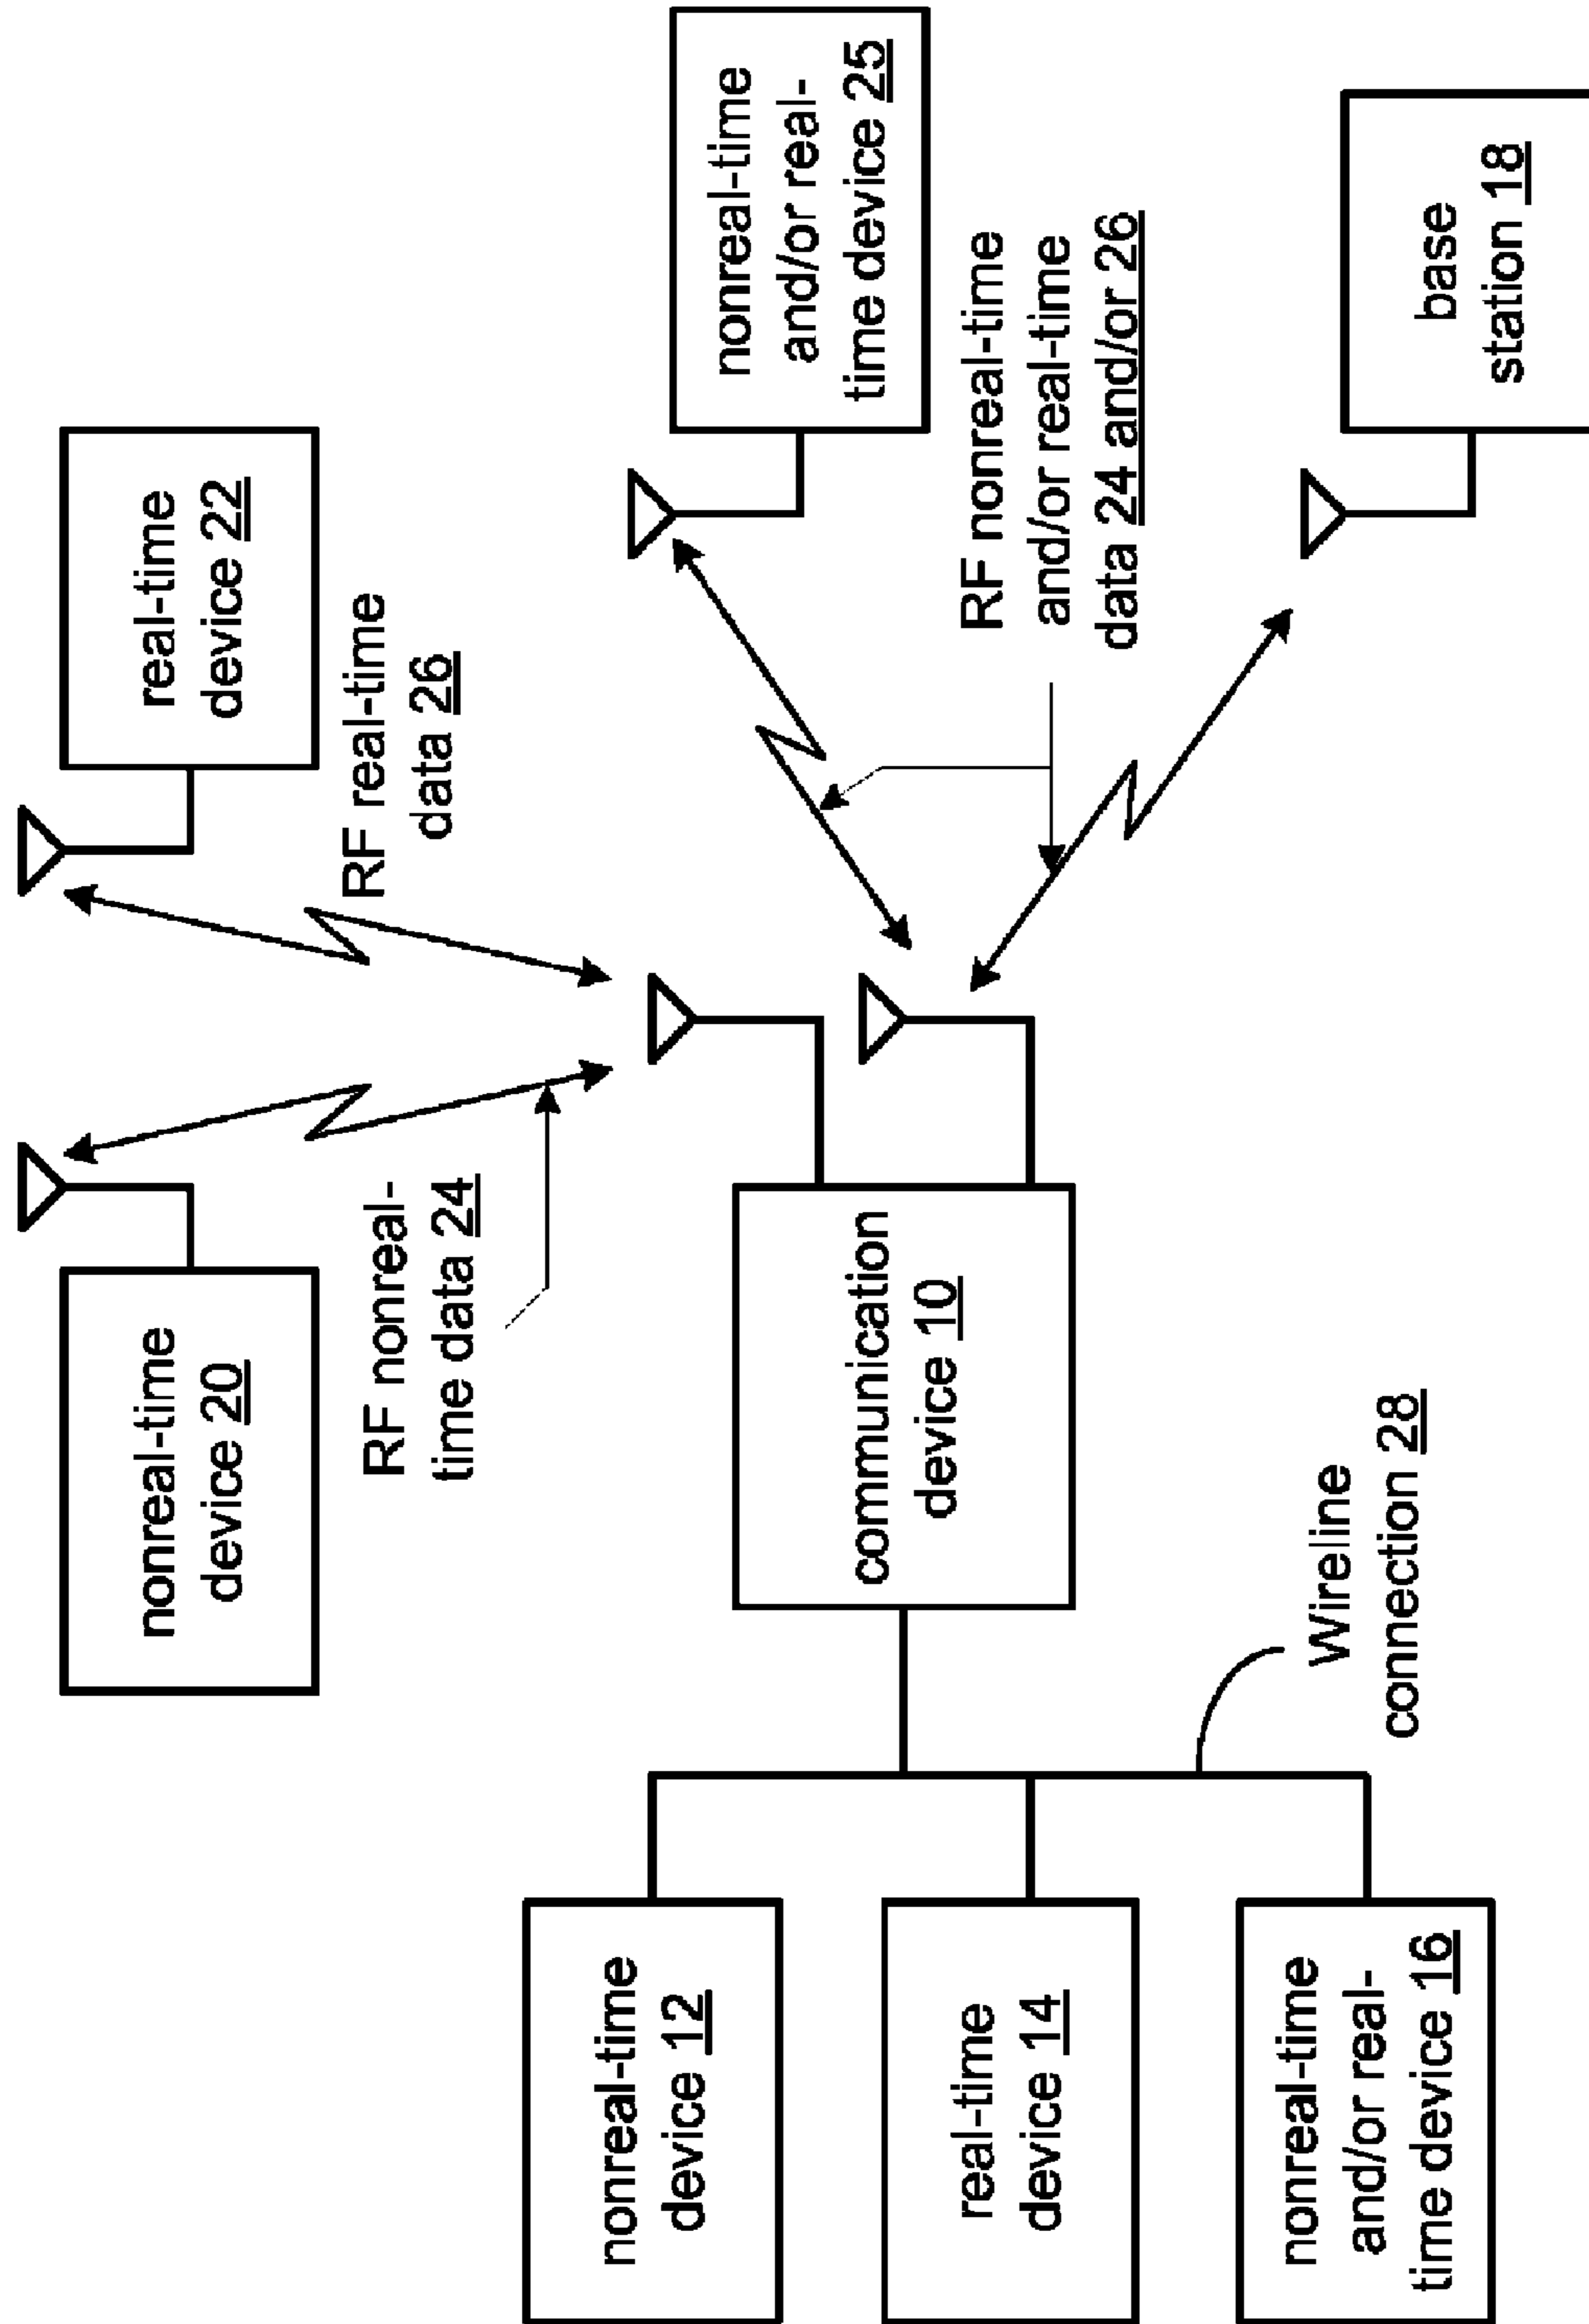 nonreal-time
device 20
real-time
device 22
RF nonreal-
time data 24
RF real-time
data 26
nonreal-time
device 12
real-time
device 14
nonreal-time
and/or real-
time device 16
communication
device 10
Wireline
connection 28
nonreal-time
and/or real-
time device 25
RF nonreal-time
and/or real-time
data 24 and/or 26
base
station 18